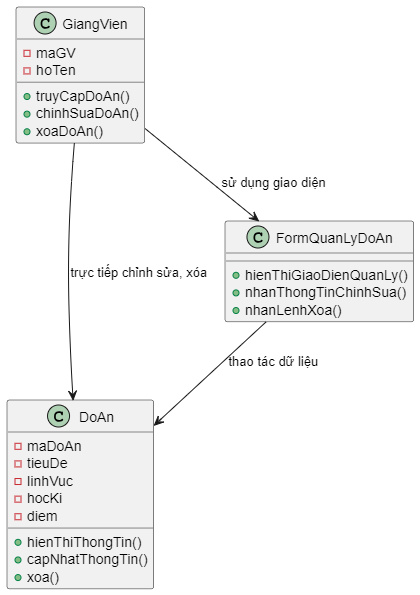 C GiangVien
maGV
hoTen
truyCapDoAn()
chinhSuaDoAn()
xoaDoAn()
sử dụng giao diện
C FormQuanLyDoAn
hienThiGiaoDienQuanLy()
nhanThongTinChinhSua()
nhanLenhXoa()
trực tiếp chỉnh sửa, xóa
thao tác dữ liệu
C DoAn
maDoAn
tieuDe
linhVuc
hocKi
diem
hienThiThongTin()
capNhatThongTin()
xoa()